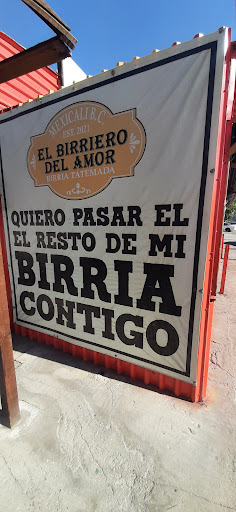 MEXICALI B.C.
EST. 2021
EL BIRRIERO
DEL AMOR
BIRRIA TATEMADA
QUIERO PASAR EL
EL RESTO DE MI
BIRRIA
CONTIGO